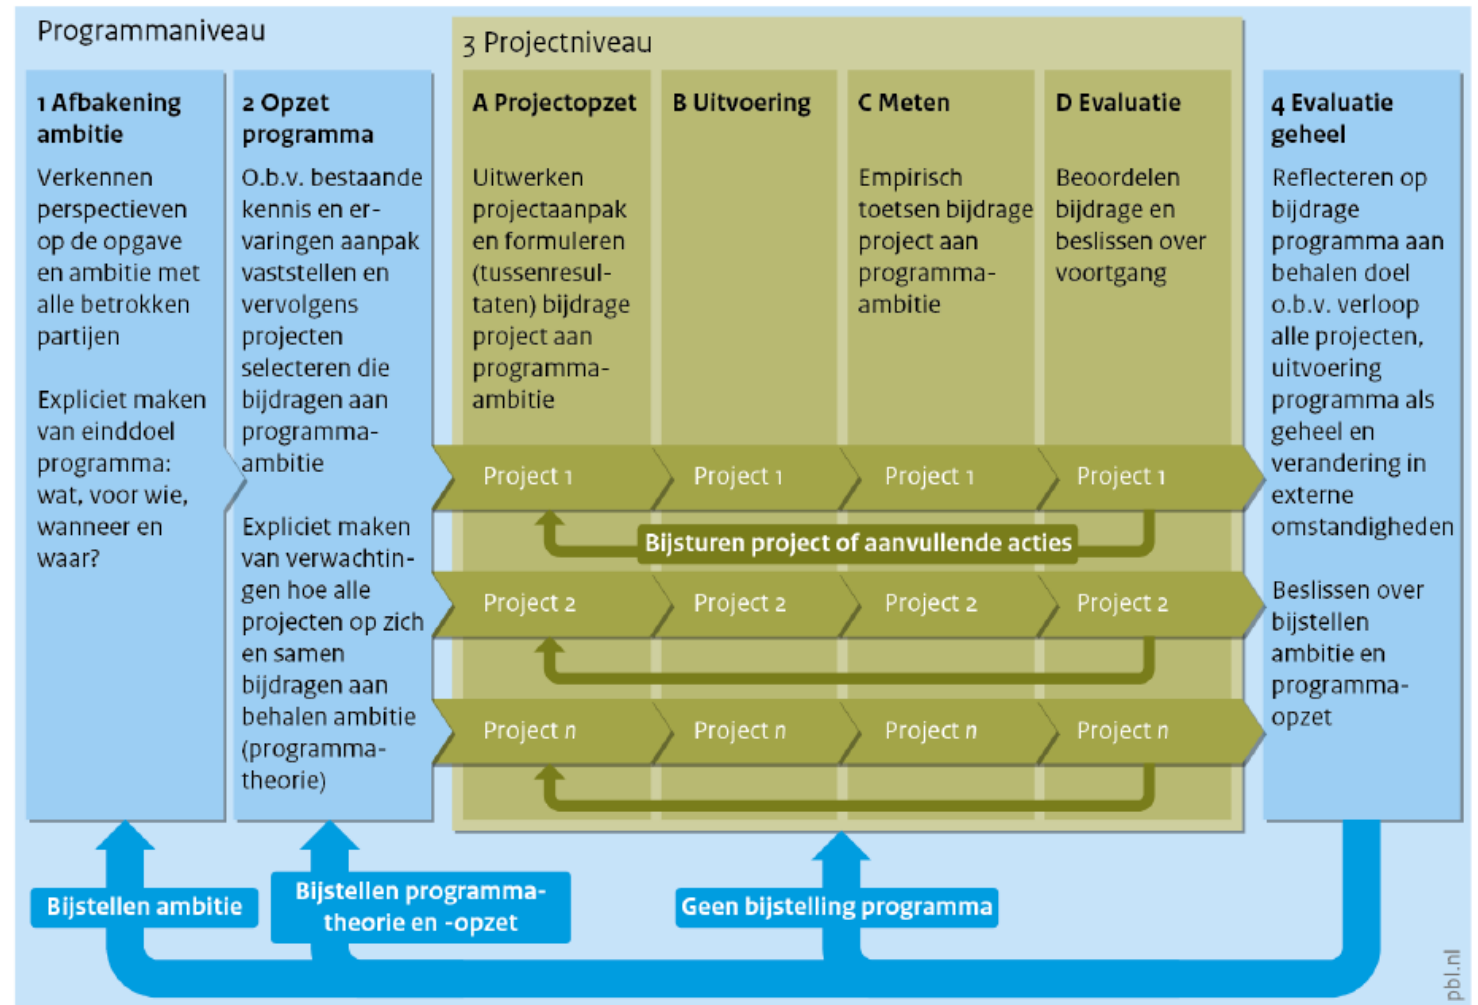 Programmaniveau
1 Afbakening
ambitie
Verkennen
perspectieven
op de opgave
en ambitie met
alle betrokken
partijen
Expliciet maken
van einddoel
programma:
wat, voor wie,
wanneer en
waar?
2 Opzet
programma
O.b.v. bestaande
kennis en er-
varingen aanpak
vaststellen en
vervolgens
projecten
selecteren die
bijdragen aan
programma-
ambitie
Expliciet maken
van verwachtin-
gen hoe alle
projecten op zich
en samen
bijdragen aan
behalen ambitie
(programma-
theorie)
3 Projectniveau
A Projectopzet
Uitwerken
projectaanpak
en formuleren
(tussenresul-
taten) bijdrage
project aan
programma-
ambitie
B Uitvoering
C Meten
Empirisch
toetsen bijdrage
project aan
programma-
ambitie
D Evaluatie
Beoordelen
bijdrage en
beslissen over
voortgang
Project 1
Project 1
Project 1
Project 1
Bijsturen project of aanvullende acties
Project 2
Project 2
Project 2
Project 2
Project n
Project n
Project n
Project n
4 Evaluatie
geheel
Reflecteren op
bijdrage
programma aan
behalen doel
o.b.v. verloop
alle projecten,
uitvoering
programma als
geheel en
verandering in
externe
omstandigheden
Beslissen over
bijstellen
ambitie en
programma-
opzet
Bijstellen ambitie
Bijstellen programma-
theorie en -opzet
Geen bijstelling programma
pbl.nl